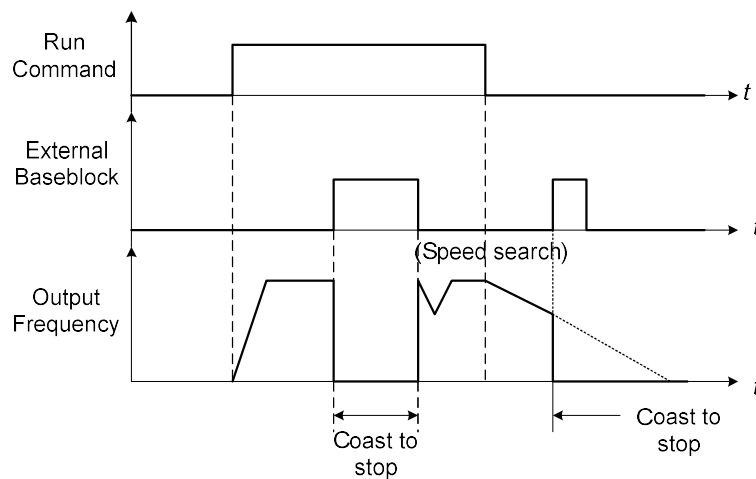 Run
Command
t
External
Baseblock
t
(Speed search)
Output
Frequency
t
Coast to
stop
Coast to
stop